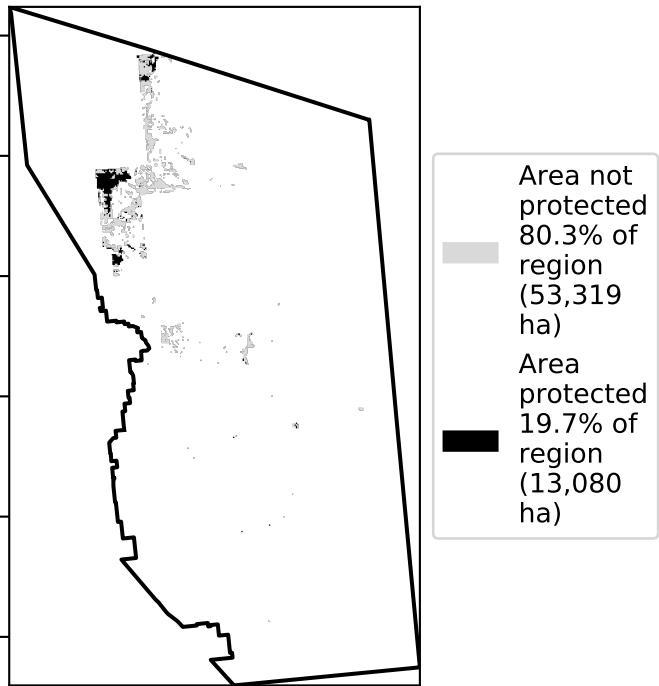 Area not
protected
80.3% of
region
(53,319
ha)
Area
protected
19.7% of
region
(13,080
ha)